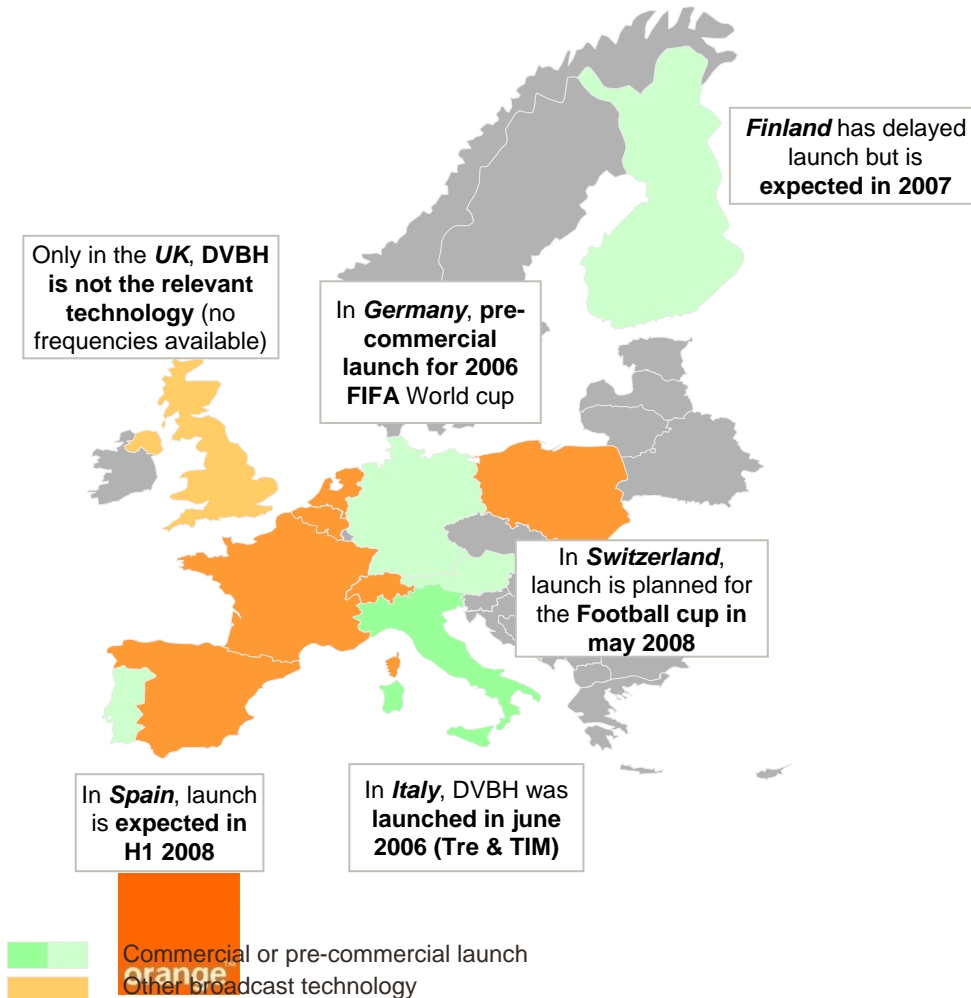 Finland has delayed
launch but is
expected in 2007
Only in the UK, DVBH
is not the relevant
technology (no
frequencies available)
In Germany, pre-
commercial
launch for 2006
FIFA World cup
In Switzerland,
launch is planned for
the Football cup in
may 2008
In Spain, launch
is expected in
H1 2008
In Italy, DVBH was
launched in june
2006 (Tre & TIM)
Commercial or pre-commercial launch
orange™
Other broadcast technology